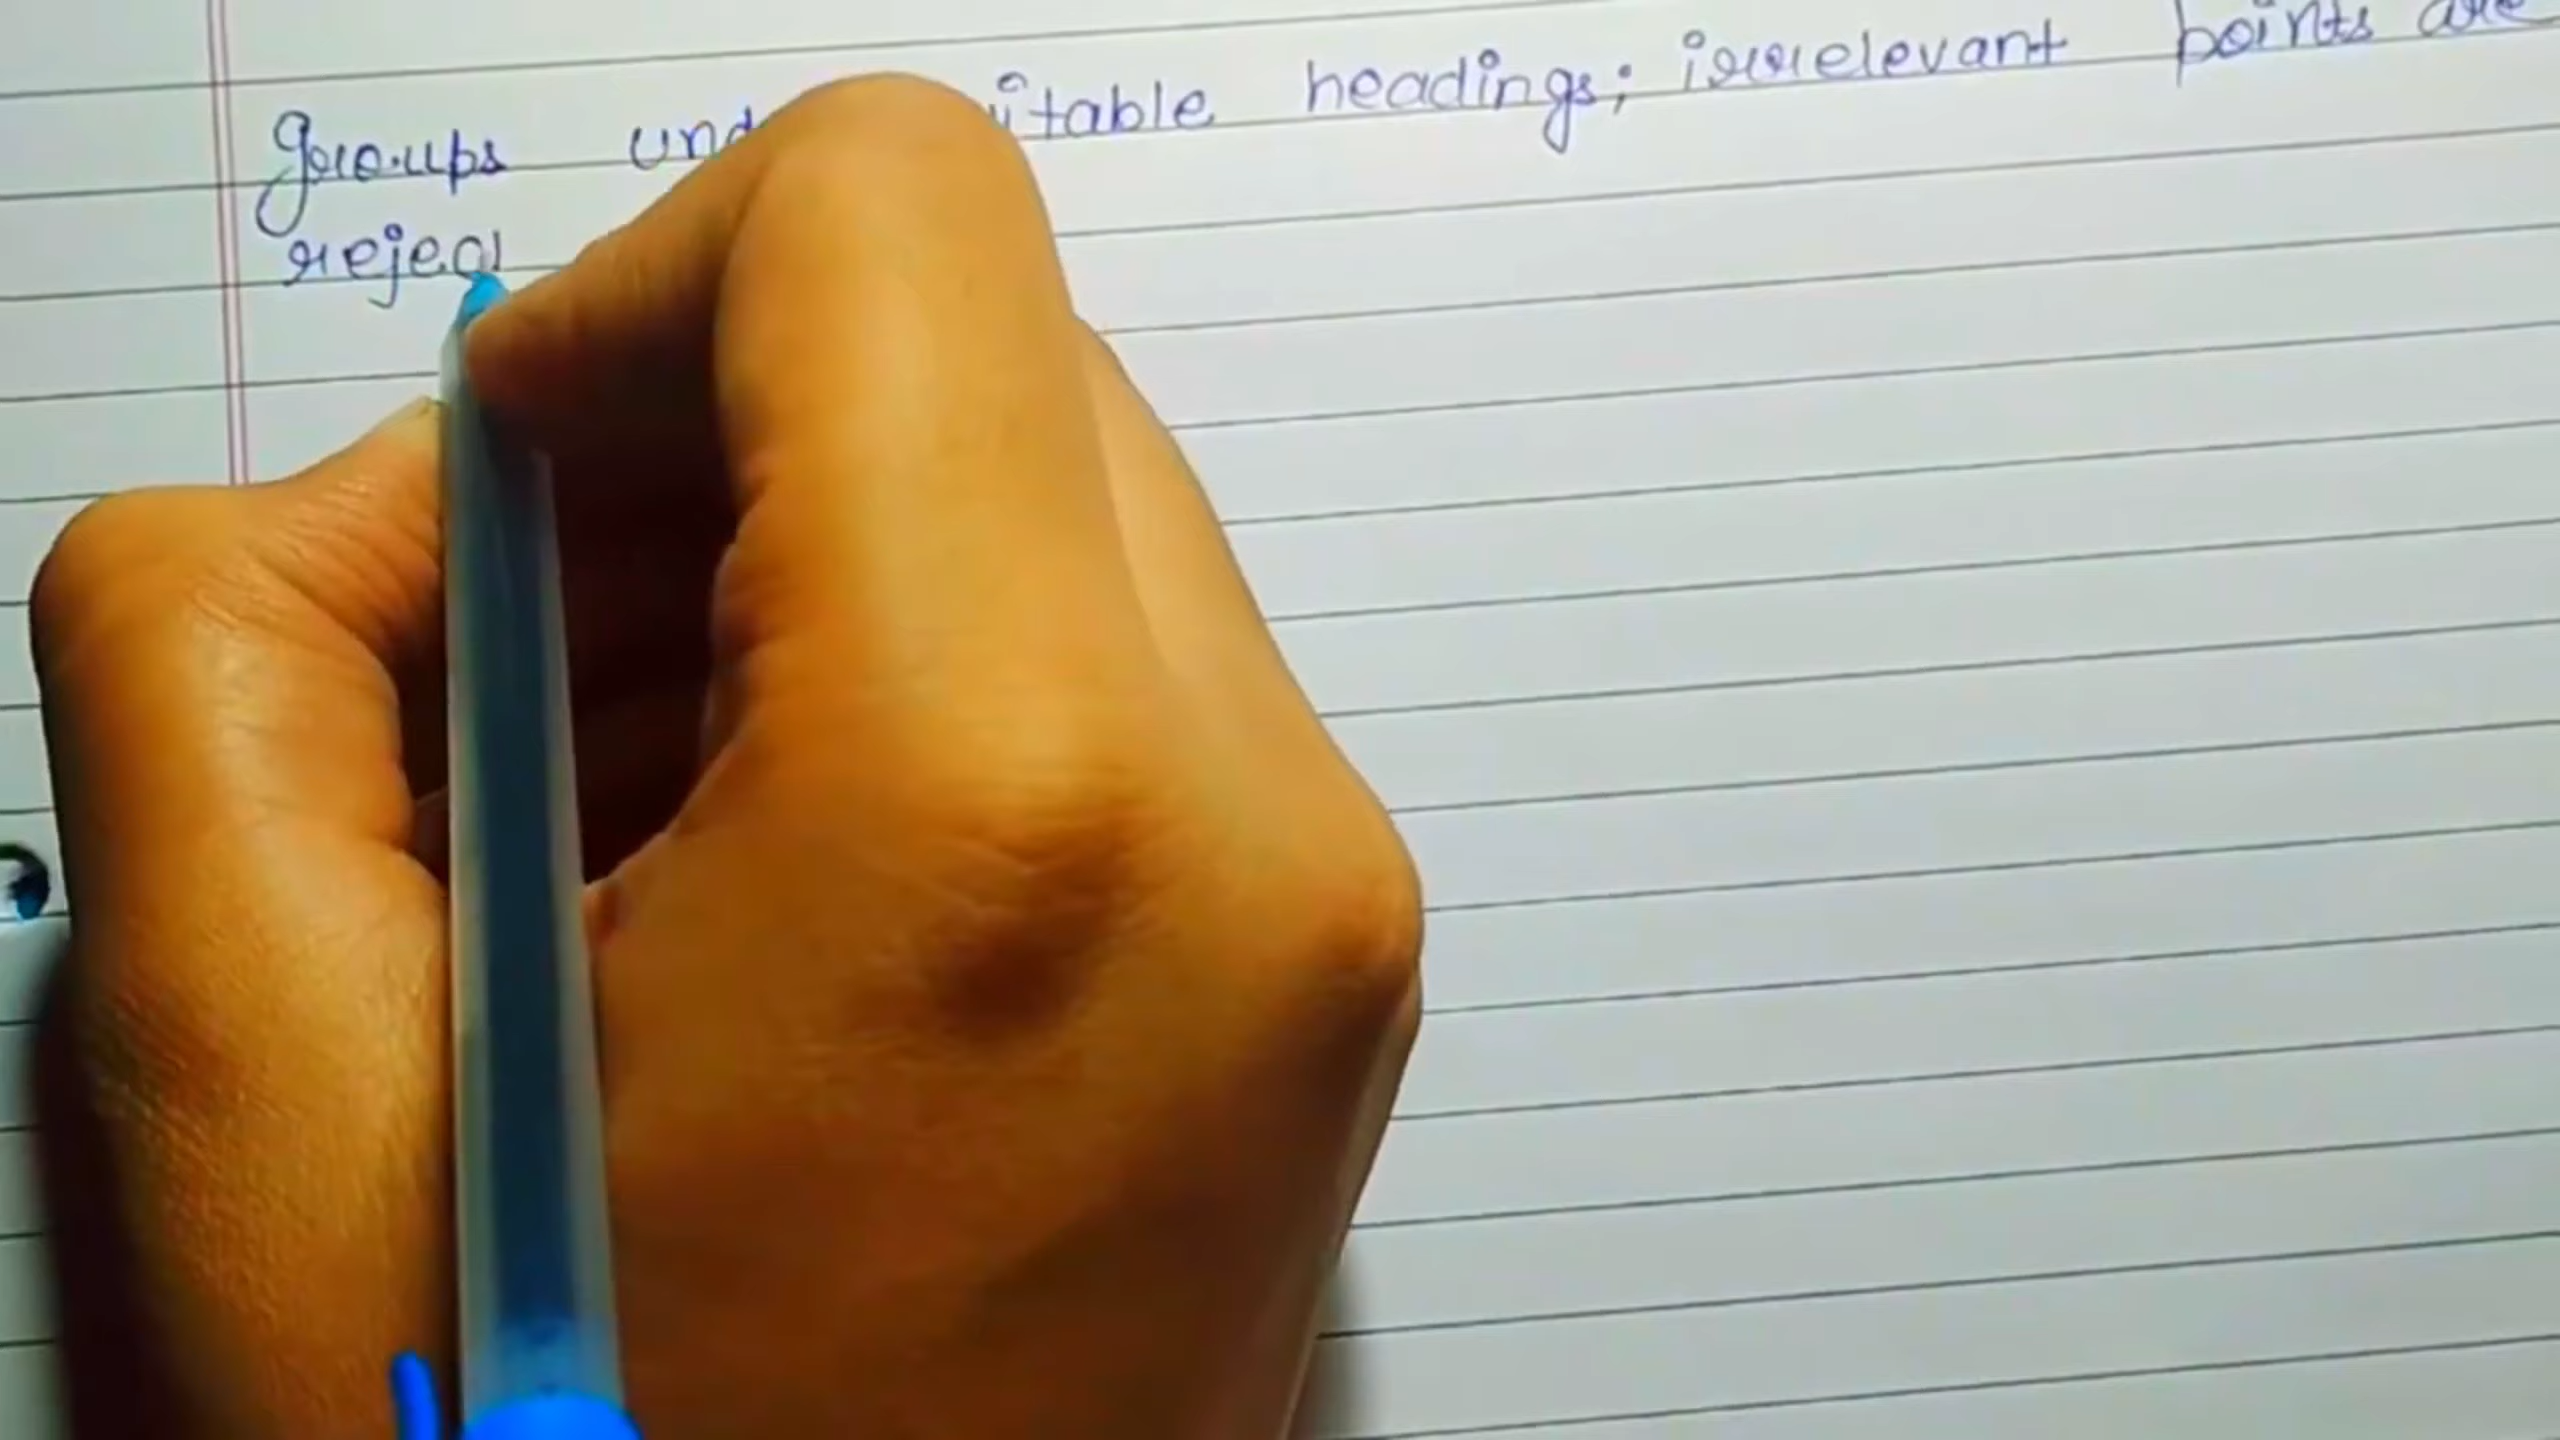 groups und itable headings; irrelevant points are
rejec